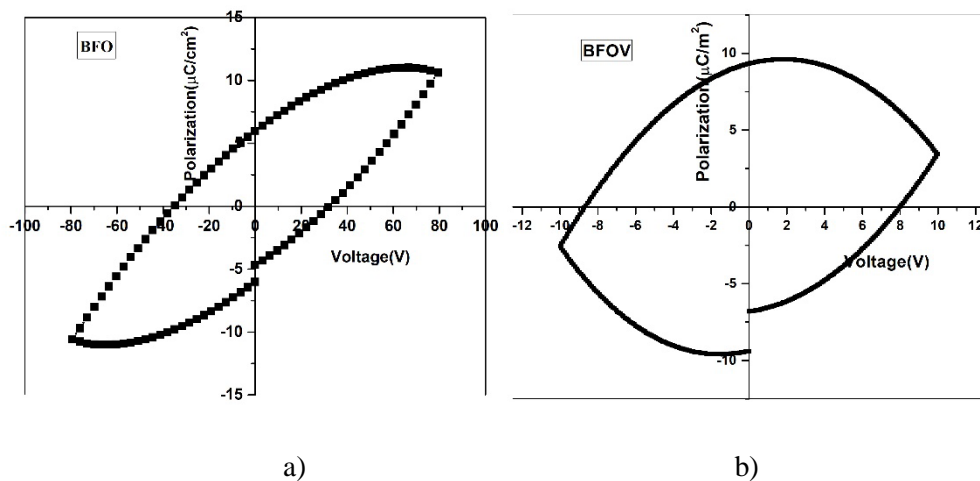 BFO
Polarization(μC/cm²)
15
10
5
0
-5
-10
-15
-100 -80 -60 -40 -20 0 20 40 60 80 100
Voltage(V)
a)
BFOV
Polarization(μC/m²)
10
5
0
-5
-10
-12 -10 -8 -6 -4 -2 0 2 4 6 8 10 12
Voltage(V)
b)